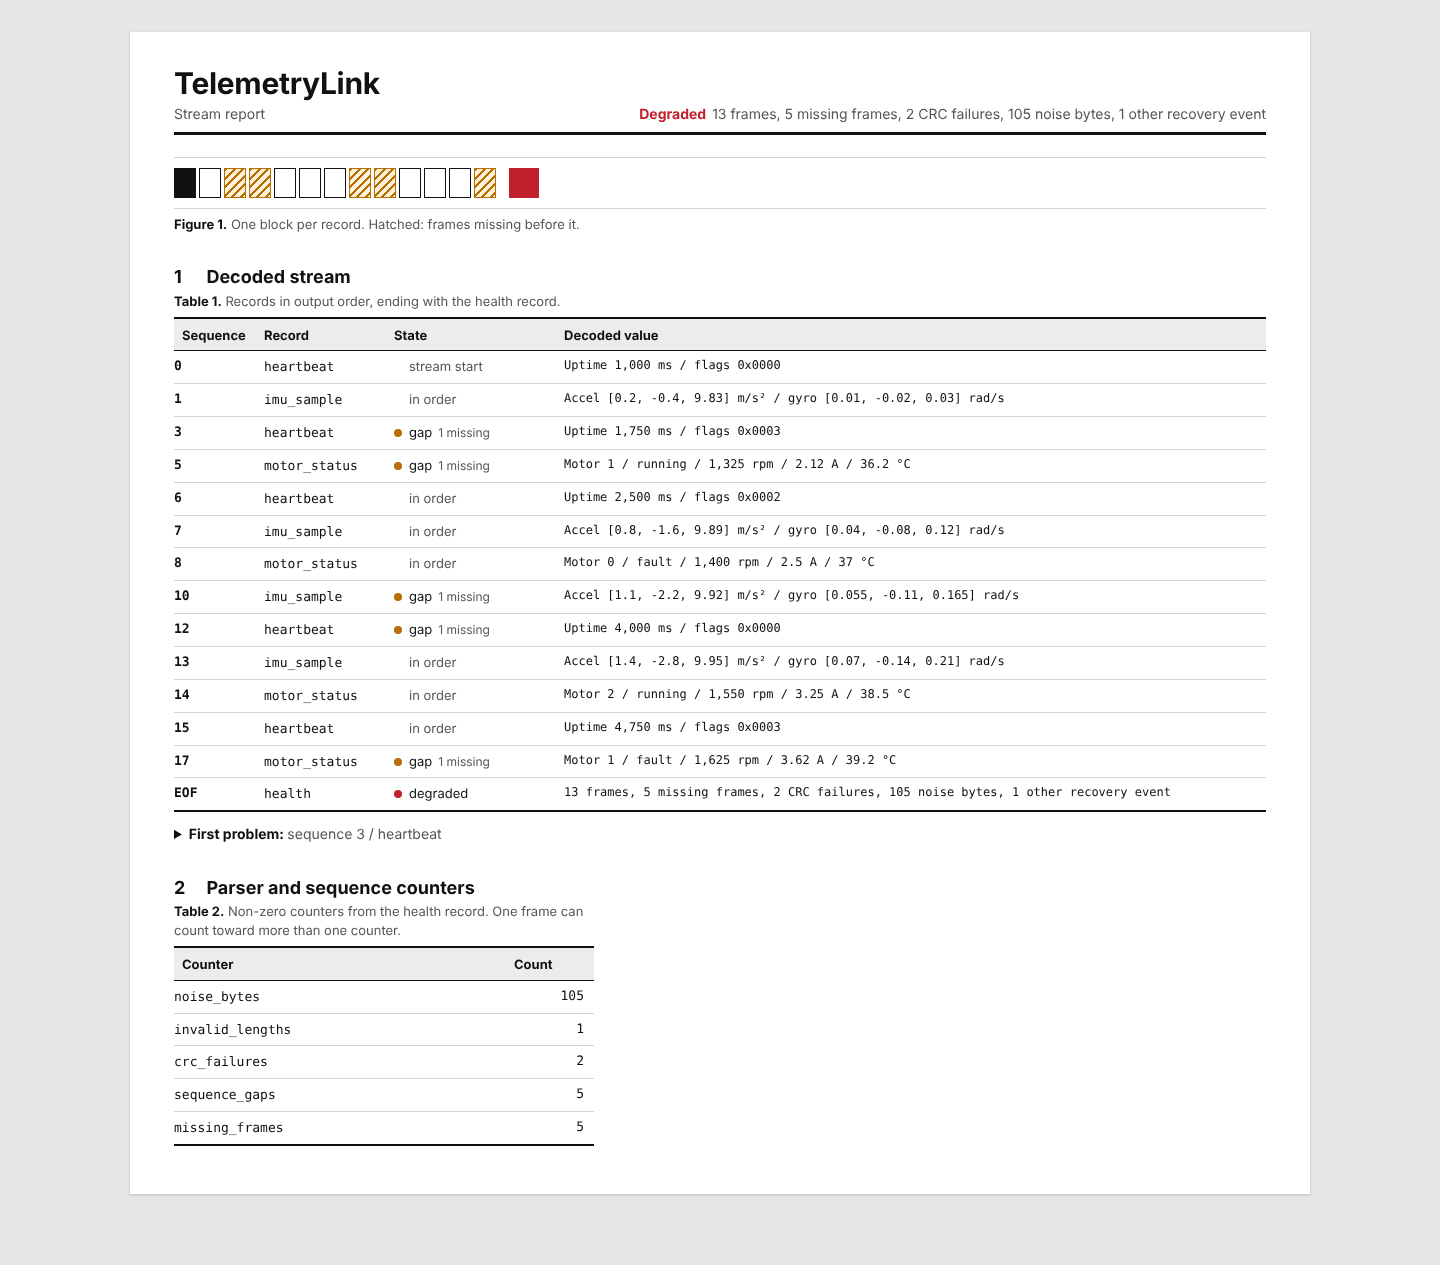 TelemetryLink
Stream report
Degraded 13 frames, 5 missing frames, 2 CRC failures, 105 noise bytes, 1 other recovery event
Figure 1. One block per record. Hatched: frames missing before it.
1 Decoded stream
Table 1. Records in output order, ending with the health record.
Sequence Record State Decoded value
0 heartbeat stream start Uptime 1,000 ms / flags 0x0000
1 imu_sample in order Accel [0.2, -0.4, 9.83] m/s² / gyro [0.01, -0.02, 0.03] rad/s
3 heartbeat gap 1 missing Uptime 1,750 ms / flags 0x0003
5 motor_status gap 1 missing Motor 1 / running / 1,325 rpm / 2.12 A / 36.2 °C
6 heartbeat in order Uptime 2,500 ms / flags 0x0002
7 imu_sample in order Accel [0.8, -1.6, 9.89] m/s² / gyro [0.04, -0.08, 0.12] rad/s
8 motor_status in order Motor 0 / fault / 1,400 rpm / 2.5 A / 37 °C
10 imu_sample gap 1 missing Accel [1.1, -2.2, 9.92] m/s² / gyro [0.055, -0.11, 0.165] rad/s
12 heartbeat gap 1 missing Uptime 4,000 ms / flags 0x0000
13 imu_sample in order Accel [1.4, -2.8, 9.95] m/s² / gyro [0.07, -0.14, 0.21] rad/s
14 motor_status in order Motor 2 / running / 1,550 rpm / 3.25 A / 38.5 °C
15 heartbeat in order Uptime 4,750 ms / flags 0x0003
17 motor_status gap 1 missing Motor 1 / fault / 1,625 rpm / 3.62 A / 39.2 °C
EOF health degraded 13 frames, 5 missing frames, 2 CRC failures, 105 noise bytes, 1 other recovery event
First problem: sequence 3 / heartbeat
2 Parser and sequence counters
Table 2. Non-zero counters from the health record. One frame can
count toward more than one counter.
Counter Count
noise_bytes 105
invalid_lengths 1
crc_failures 2
sequence_gaps 5
missing_frames 5